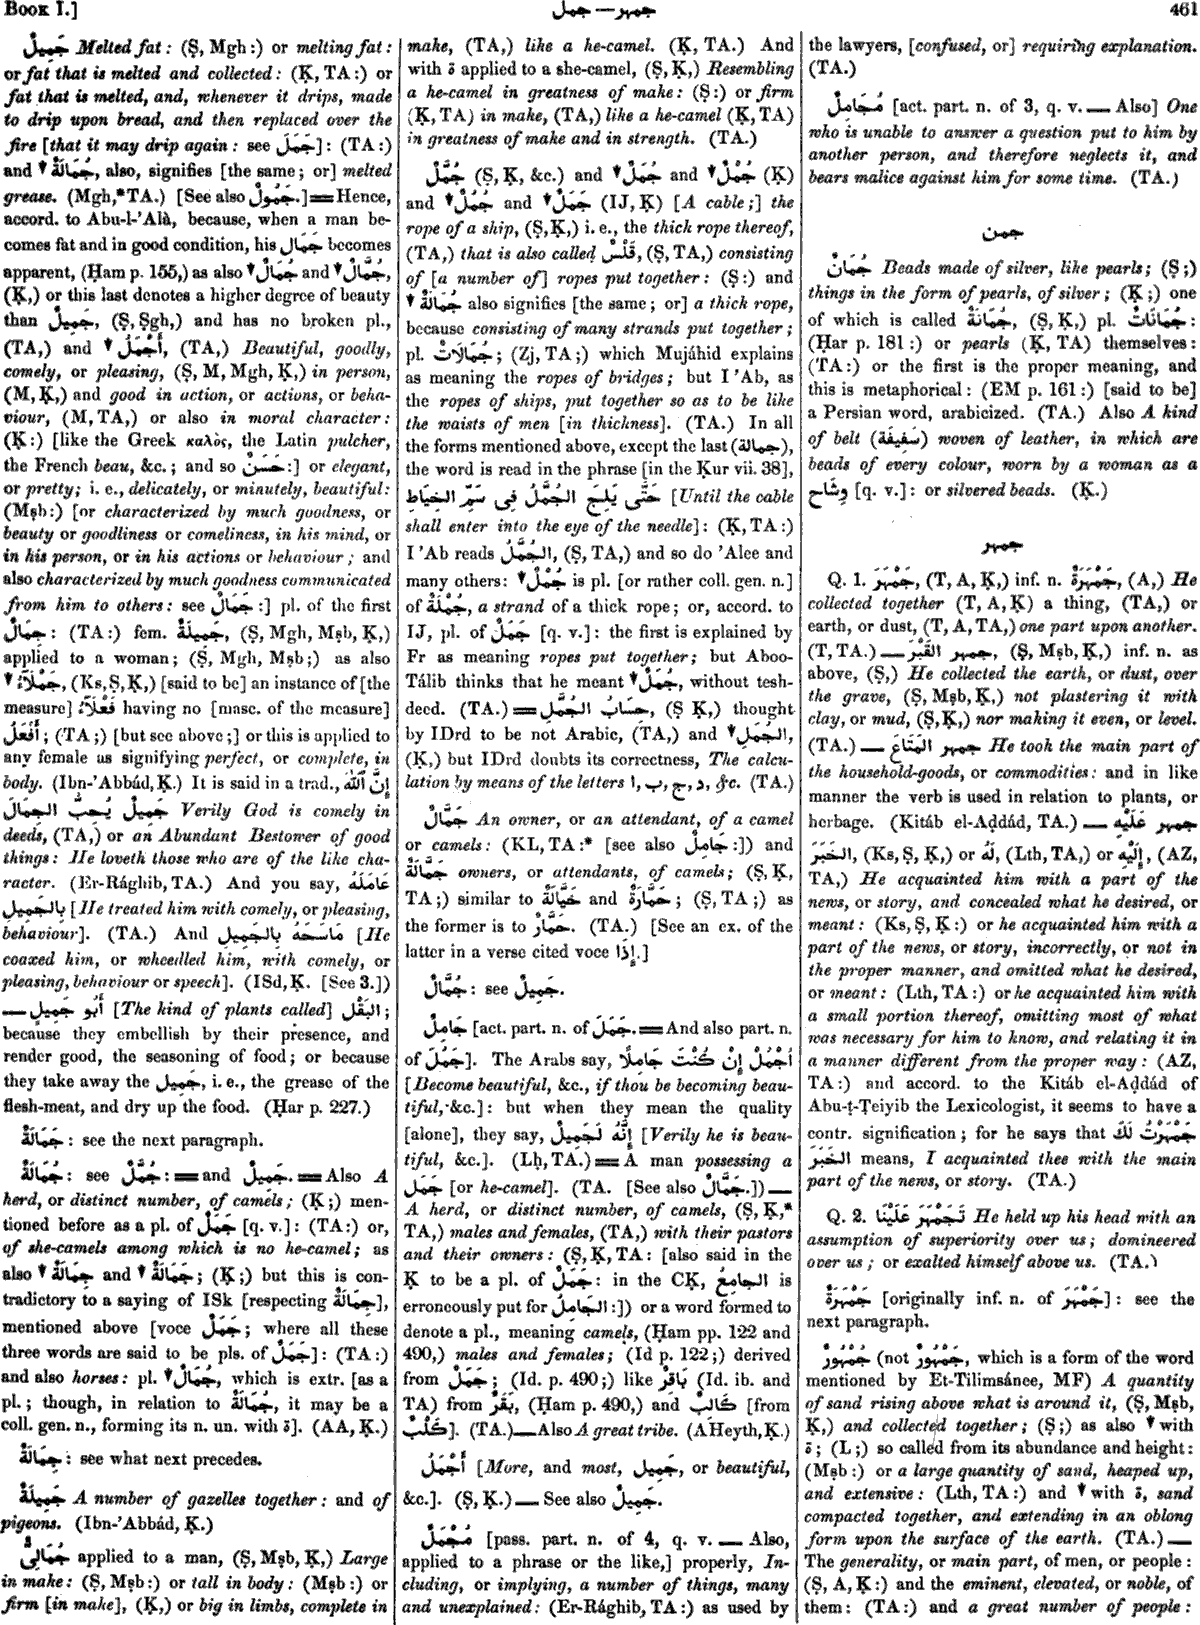 Book I.]
جمل — جمهر
461
جَمِيلٌ Melted fat: (Ṣ, Mgh:) or melting fat:
or fat that is melted and collected: (Ḳ, TA:) or
fat that is melted, and, whenever it drips, made
to drip upon bread, and then replaced over the
fire [that it may drip again: see جَمَلَ]: (TA:)
and ▼ جُمَالَةٌ, also, signifies [the same; or] melted
grease. (Mgh,* TA.) [See also جَمُولٌ.]══Hence,
accord. to Abu-l-'Alà, because, when a man be-
comes fat and in good condition, his جَمَال becomes
apparent, (Ḥam p. 155,) as also ▼ جُمَالٌ and ▼ جُمَّالٌ,
(Ḳ,) or this last denotes a higher degree of beauty
than جَمِيلٌ, (Ṣ, Ṣgh,) and has no broken pl.,
(TA,) and ▼ أَجْمَلُ, (TA,) Beautiful, goodly,
comely, or pleasing, (Ṣ, M, Mgh, Ḳ,) in person,
(M, Ḳ,) and good in action, or actions, or beha-
viour, (M, TA,) or also in moral character:
(Ḳ:) [like the Greek καλὸς, the Latin pulcher,
the French beau, &c.; and so حَسَنٌ:] or elegant,
or pretty; i. e., delicately, or minutely, beautiful:
(Mṣb:) [or characterized by much goodness, or
beauty or goodliness or comeliness, in his mind, or
in his person, or in his actions or behaviour; and
also characterized by much goodness communicated
from him to others: see جَمَالٌ:] pl. of the first
جِمَالٌ: (TA:) fem. جَمِيلَةٌ, (Ṣ, Mgh, Mṣb, Ḳ,)
applied to a woman; (Ṣ, Mgh, Mṣb;) as also
▼ جَمْلَآءُ, (Ks, Ṣ, Ḳ,) [said to be] an instance of [the
measure] فَعْلَآءُ having no [masc. of the measure]
أَفْعَلُ; (TA;) [but see above;] or this is applied to
any female as signifying perfect, or complete, in
body. (Ibn-'Abbád, Ḳ.) It is said in a trad., إِنَّ ٱللّٰهَ
جَمِيلٌ يُحِبُّ الجَمَالَ Verily God is comely in
deeds, (TA,) or an Abundant Bestower of good
things: He loveth those who are of the like cha-
racter. (Er-Rághib, TA.) And you say, عَامَلَهُ
بِالجَمِيلِ [He treated him with comely, or pleasing,
behaviour]. (TA.) And مَاسَحَهُ بِالجَمِيلِ [He
coaxed him, or wheedled him, with comely, or
pleasing, behaviour or speech]. (ISd, Ḳ. [See 3.])
— أَبُو جَمِيلٍ [The kind of plants called] البَقْل;
because they embellish by their presence, and
render good, the seasoning of food; or because
they take away the جَمِيل, i. e., the grease of the
flesh-meat, and dry up the food. (Ḥar p. 227.)
جَمَالَةٌ: see the next paragraph.
جُمَالَةٌ: see جُمَّلٌ:══and جَمِيلٌ.══Also A
herd, or distinct number, of camels; (Ḳ;) men-
tioned before as a pl. of جَمَلٌ [q. v.]: (TA:) or,
of she-camels among which is no he-camel; as
also ▼ جِمَالَةٌ and ▼ جَمَالَةٌ; (Ḳ;) but this is con-
tradictory to a saying of ISk [respecting جِمَالَةٌ],
mentioned above [voce جَمَلٌ; where all these
three words are said to be pls. of جَمَلٌ]: (TA:)
and also horses: pl. ▼ جُمَالٌ, which is extr. [as a
pl.; though, in relation to جُمَالَةٌ, it may be a
coll. gen. n., forming its n. un. with ة]. (AA, Ḳ.)
جِمَالَةٌ: see what next precedes.
جَمِيلَةٌ A number of gazelles together: and of
pigeons. (Ibn-'Abbád, Ḳ.)
جُمَالِىٌّ applied to a man, (Ṣ, Mṣb, Ḳ,) Large
in make: (Ṣ, Mṣb:) or tall in body: (Mṣb:) or
firm [in make], (Ḳ,) or big in limbs, complete in
make, (TA,) like a he-camel. (Ḳ, TA.) And
with ة applied to a she-camel, (Ṣ, Ḳ,) Resembling
a he-camel in greatness of make: (Ṣ:) or firm
(Ḳ, TA) in make, (TA,) like a he-camel (Ḳ, TA)
in greatness of make and in strength. (TA.)
جُمَّلٌ (Ṣ, Ḳ, &c.) and ▼ جُمْلٌ and ▼ جُمُلٌ (Ḳ)
and ▼ جُمَلٌ and ▼ جَمْلٌ (IJ, Ḳ) [A cable;] the
rope of a ship, (Ṣ, Ḳ,) i. e., the thick rope thereof,
(TA,) that is also called قَلْسٌ, (Ṣ, TA,) consisting
of [a number of] ropes put together: (Ṣ:) and
▼ جُمَالَةٌ also signifies [the same; or] a thick rope,
because consisting of many strands put together;
pl. جُمَالَاتٌ; (Zj, TA;) which Mujáhid explains
as meaning the ropes of bridges; but I 'Ab, as
the ropes of ships, put together so as to be like
the waists of men [in thickness]. (TA.) In all
the forms mentioned above, except the last (جمالة),
the word is read in the phrase [in the Ḳur vii. 38],
حَتَّى يَلِجَ الجُمَّلُ فِى سَمِّ الخِيَاطِ [Until the cable
shall enter into the eye of the needle]: (Ḳ, TA:)
I 'Ab reads الجُمَّلُ, (Ṣ, TA,) and so do 'Alee and
many others: ▼ جُمْلٌ is pl. [or rather coll. gen. n.]
of جُمْلَةٌ, a strand of a thick rope; or, accord. to
IJ, pl. of جَمَلٌ [q. v.]: the first is explained by
Fr as meaning ropes put together; but Aboo-
Tálib thinks that he meant ▼ جُمَلٌ, without tesh-
deed. (TA.)══حِسَابُ الجُمَّلِ, (Ṣ Ḳ,) thought
by IDrd to be not Arabic, (TA,) and ▼ الجُمَلِ,
(Ḳ,) but IDrd doubts its correctness, The calcu-
lation by means of the letters ا, ب, ج, د, &c. (TA.)
جَمَّالٌ An owner, or an attendant, of a camel
or camels: (KL, TA:* [see also جَامِلٌ:]) and
جَمَّالَةٌ owners, or attendants, of camels; (Ṣ, Ḳ,
TA;) similar to خَيَّالَةٌ and حَمَّارَةٌ; (Ṣ, TA;) as
the former is to حَمَّارٌ. (TA.) [See an ex. of the
latter in a verse cited voce إِذَا.]
جُمَّالٌ: see جَمِيلٌ.
جَامِلٌ [act. part. n. of جَمَلَ.══And also part. n.
of جَمُلَ]. The Arabs say, اُجْمُلْ إِنْ كُنْتَ جَامِلًا
[Become beautiful, &c., if thou be becoming beau-
tiful, &c.]: but when they mean the quality
[alone], they say, إِنَّهُ لَجَمِيلٌ [Verily he is beau-
tiful, &c.]. (Lḥ, TA.)══A man possessing a
جَمَل [or he-camel]. (TA. [See also جَمَّالٌ.])—
A herd, or distinct number, of camels, (Ṣ, Ḳ,*
TA,) males and females, (TA,) with their pastors
and their owners: (Ṣ, Ḳ, TA: [also said in the
Ḳ to be a pl. of جَمَلٌ: in the CK, الجامِعُ is
erroneously put for الجَامِلُ:]) or a word formed to
denote a pl., meaning camels, (Ḥam pp. 122 and
490,) males and females; (Id p. 122;) derived
from جَمَلٌ; (Id. p. 490;) like بَاقِرٌ (Id. ib. and
TA) from بَقَرٌ, (Ḥam p. 490,) and كَالِبٌ [from
كَلْبٌ]. (TA.)—Also A great tribe. (AHeyth, Ḳ.)
أَجْمَلُ [More, and most, جَمِيل, or beautiful,
&c.]. (Ṣ, Ḳ.)— See also جَمِيلٌ.
مُجْمَلٌ [pass. part. n. of 4, q. v. — Also,
applied to a phrase or the like,] properly, In-
cluding, or implying, a number of things, many
and unexplained: (Er-Rághib, TA:) as used by
the lawyers, [confused, or] requiring explanation.
(TA.)
مُجَامِلٌ [act. part. n. of 3, q. v. — Also] One
who is unable to answer a question put to him by
another person, and therefore neglects it, and
bears malice against him for some time. (TA.)
جمن
جُمَانٌ Beads made of silver, like pearls; (Ṣ;)
things in the form of pearls, of silver; (Ḳ;) one
of which is called جُمَانَةٌ, (Ṣ, Ḳ,) pl. جُمَانَاتٌ:
(Ḥar p. 181:) or pearls (Ḳ, TA) themselves:
(TA:) or the first is the proper meaning, and
this is metaphorical: (EM p. 161:) [said to be]
a Persian word, arabicized. (TA.) Also A kind
of belt (سَفِيفَة) woven of leather, in which are
beads of every colour, worn by a woman as a
وِشَاح [q. v.]: or silvered beads. (Ḳ.)
جمهر
Q. 1. جَمْهَرَ, (T, A, Ḳ,) inf. n. جَمْهَرَةٌ, (A,) He
collected together (T, A, Ḳ) a thing, (TA,) or
earth, or dust, (T, A, TA,) one part upon another.
(T, TA.)— جمهر القَبْرَ, (Ṣ, Mṣb, Ḳ,) inf. n. as
above, (Ṣ,) He collected the earth, or dust, over
the grave, (Ṣ, Mṣb, Ḳ,) not plastering it with
clay, or mud, (Ṣ, Ḳ,) nor making it even, or level.
(TA.)— جمهر المَتَاعَ He took the main part of
the household-goods, or commodities: and in like
manner the verb is used in relation to plants, or
herbage. (Kitáb el-Aḍdád, TA.)— جمهر عَلَيْهِ
الخَبَرَ, (Ks, Ṣ, Ḳ,) or لَهُ, (Lth, TA,) or إِلَيْهِ, (AZ,
TA,) He acquainted him with a part of the
news, or story, and concealed what he desired, or
meant: (Ks, Ṣ, Ḳ:) or he acquainted him with a
part of the news, or story, incorrectly, or not in
the proper manner, and omitted what he desired,
or meant: (Lth, TA:) or he acquainted him with
a small portion thereof, omitting most of what
was necessary for him to know, and relating it in
a manner different from the proper way: (AZ,
TA:) and accord. to the Kitáb el-Aḍdád of
Abu-ṭ-Ṭeiyib the Lexicologist, it seems to have a
contr. signification; for he says that جَمْهَرْتُ لَكَ
الخَبَرَ means, I acquainted thee with the main
part of the news, or story. (TA.)
Q. 2. تَجَمْهَرَ عَلَيْنَا He held up his head with an
assumption of superiority over us; domineered
over us; or exalted himself above us. (TA.)
جَمْهَرَةٌ [originally inf. n. of جَمْهَرَ]: see the
next paragraph.
جُمْهُورٌ (not جَمْهُورٌ, which is a form of the word
mentioned by Et-Tilimsánee, MF) A quantity
of sand rising above what is around it, (Ṣ, Mṣb,
Ḳ,) and collected together; (Ṣ;) as also ▼ with
ة; (L;) so called from its abundance and height:
(Mṣb:) or a large quantity of sand, heaped up,
and extensive: (Lth, TA:) and ▼ with ة, sand
compacted together, and extending in an oblong
form upon the surface of the earth. (TA.)—
The generality, or main part, of men, or people:
(Ṣ, A, Ḳ:) and the eminent, elevated, or noble, of
them: (TA:) and a great number of people: